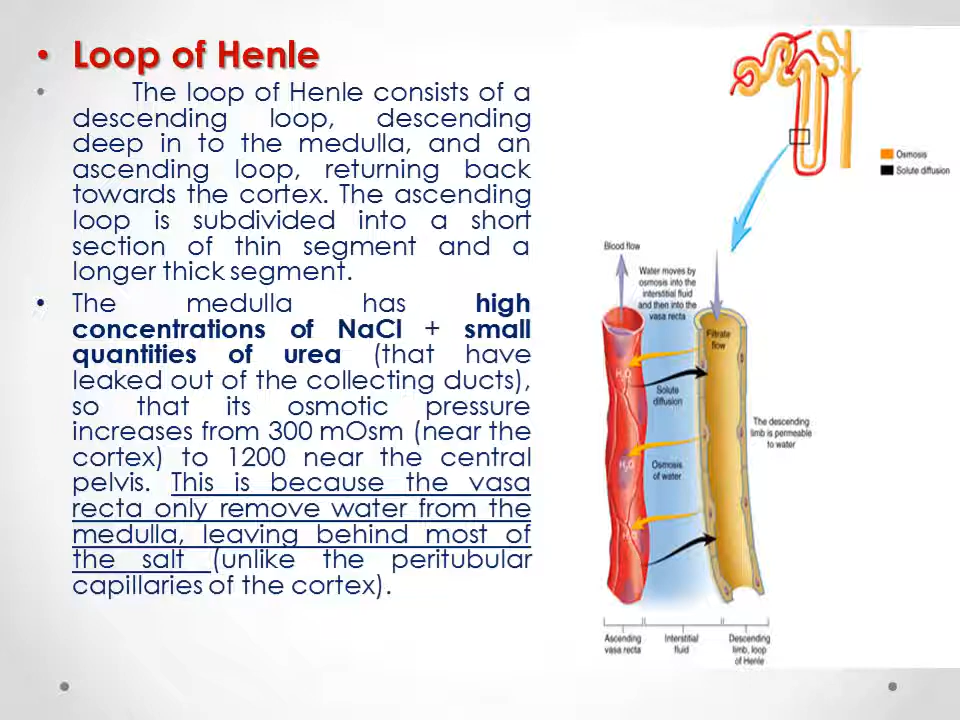 • Loop of Henle
• The loop of Henle consists of a
descending loop, descending
deep in to the medulla, and an
ascending loop, returning back
towards the cortex. The ascending
loop is subdivided into a short
section of thin segment and a
longer thick segment.
• The medulla has high
concentrations of NaCl + small
quantities of urea (that have
leaked out of the collecting ducts),
so that its osmotic pressure
increases from 300 mOsm (near the
cortex) to 1200 near the central
pelvis. This is because the vasa
recta only remove water from the
medulla, leaving behind most of
the salt (unlike the peritubular
capillaries of the cortex).
Osmosis
Solute diffusion
Blood flow
Water moves by
osmosis into the
interstitial fluid
and then into the
vasa recta
Filtrate
flow
H₂O
Solute
diffusion
The descending
limb is permeable
to water
H₂O
Osmosis
of water
H₂O
Ascending
vasa recta
Interstitial
fluid
Descending
limb, loop
of Henle